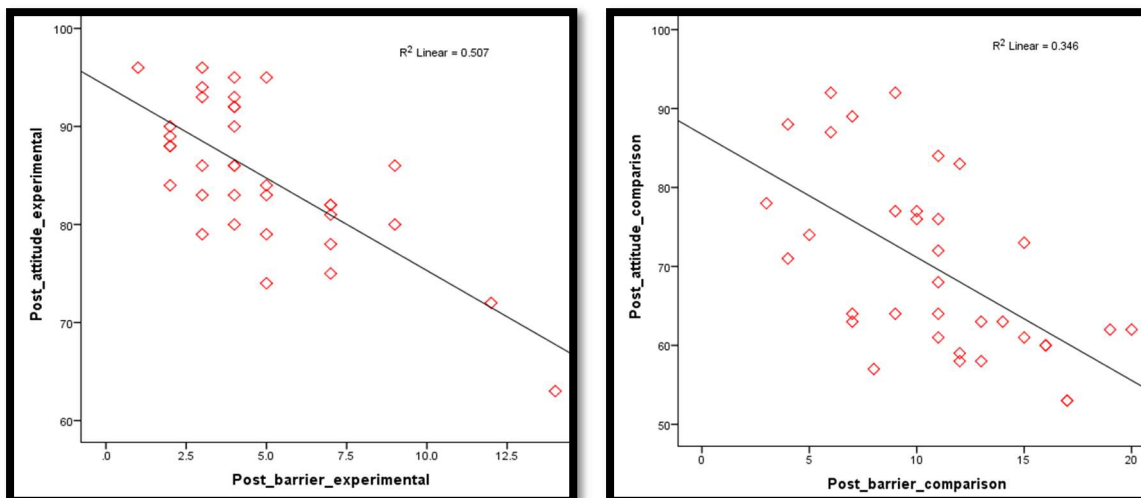 R2 Linear = 0.507
100
90
80
70
60
Post_attitude_experimental
.0 2.5 5.0 7.5 10.0 12.5
Post_barrier_experimental
R2 Linear = 0.346
100
90
80
70
60
50
Post_attitude_comparison
0 5 10 15 20
Post_barrier_comparison